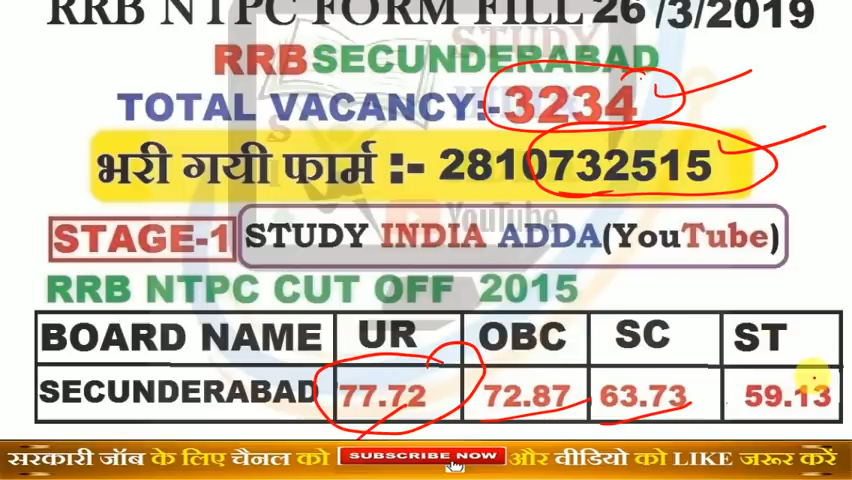 RRB NTPC FORM FILL 26/3/2019
RRB SECUNDERABAD
TOTAL VACANCY:-3234
भरी गयी फार्म :- 2810732515
STAGE-1 STUDY INDIA ADDA(YouTube)
RRB NTPC CUT OFF 2015
BOARD NAME UR OBC SC ST
SECUNDERABAD 77.72 72.87 63.73 59.13
सरकारी जॉब के लिए चैनल को SUBSCRIBE NOW और वीडियो को LIKE जरूर करें